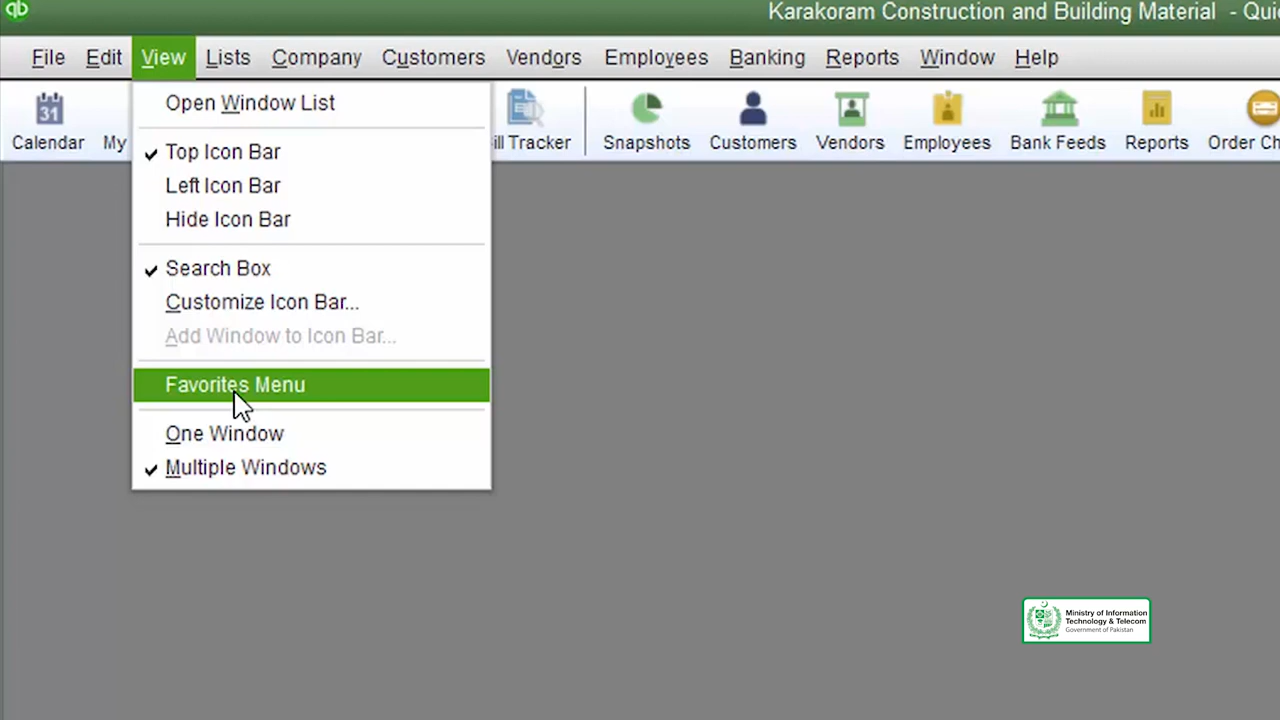 qb
Karakoram Construction and Building Material - Quic
File Edit View Lists Company Customers Vendors Employees Banking Reports Window Help
31
Calendar My ill Tracker Snapshots Customers Vendors Employees Bank Feeds Reports Order Ch
Open Window List
Top Icon Bar
Left Icon Bar
Hide Icon Bar
Search Box
Customize Icon Bar...
Add Window to Icon Bar...
Favorites Menu
One Window
Multiple Windows
Ministry of Information
Technology & Telecom
Government of Pakistan